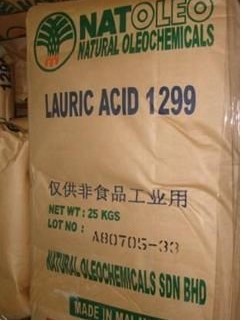 NATOLEO
NATURAL OLEOCHEMICALS
LAURIC ACID 1299
仅供非食品工业用
NET WT : 25 KGS
LOT NO : A80705-33
NATURAL OLEOCHEMICALS SDN BHD
MADE IN